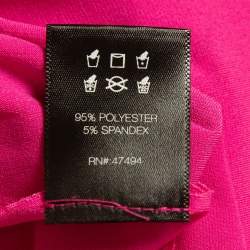 95% POLYESTER
5% SPANDEX
RN#:47494